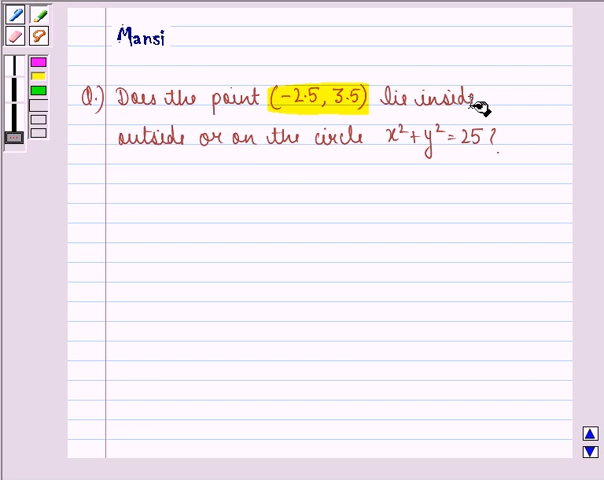 Mansi
Q.) Does the point (-2.5, 3.5) lie inside
outside or on the circle x² + y² = 25?